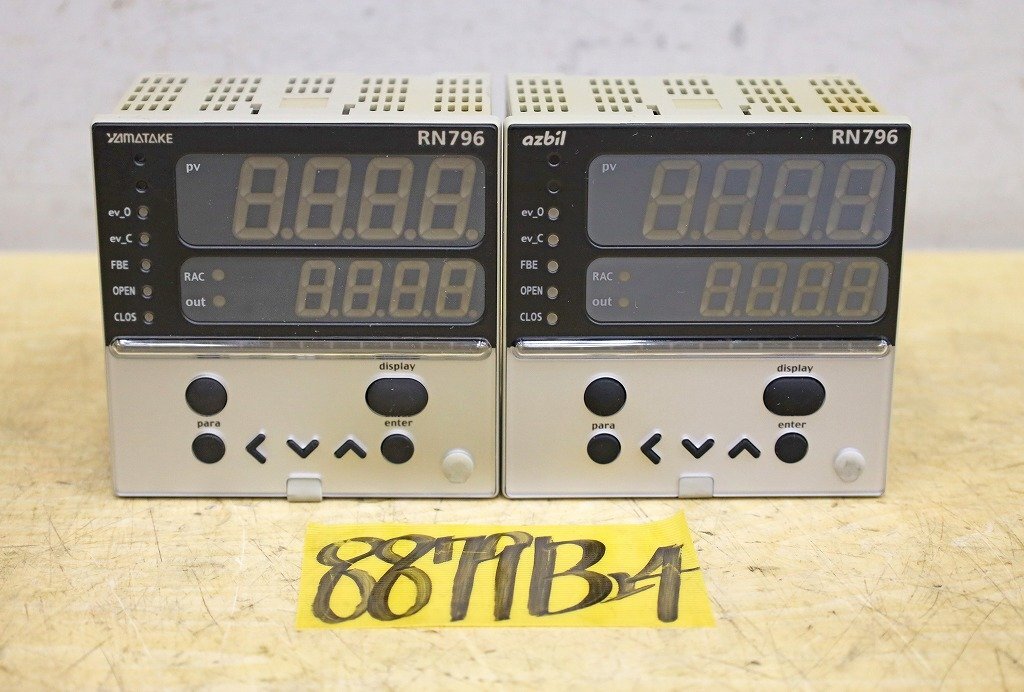 YAMATAKE RN796
pv
ev_O
ev_C
FBE
RAC
OPEN
out
CLOS
display
para
enter
azbil RN796
pv
ev_O
ev_C
FBE
RAC
OPEN
out
CLOS
display
para
enter